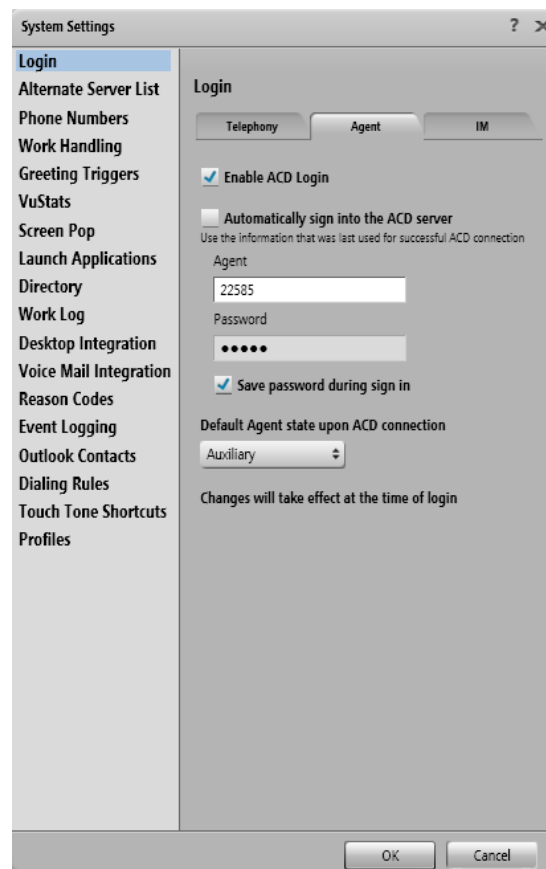 System Settings
?
Login
Alternate Server List
Phone Numbers
Work Handling
Greeting Triggers
VuStats
Screen Pop
Launch Applications
Directory
Work Log
Desktop Integration
Voice Mail Integration
Reason Codes
Event Logging
Outlook Contacts
Dialing Rules
Touch Tone Shortcuts
Profiles
Login
Telephony
Agent
IM
Enable ACD Login
Automatically sign into the ACD server
Use the information that was last used for successful ACD connection
Agent
22585
Password
•••••
Save password during sign in
Default Agent state upon ACD connection
Auxiliary
Changes will take effect at the time of login
OK
Cancel